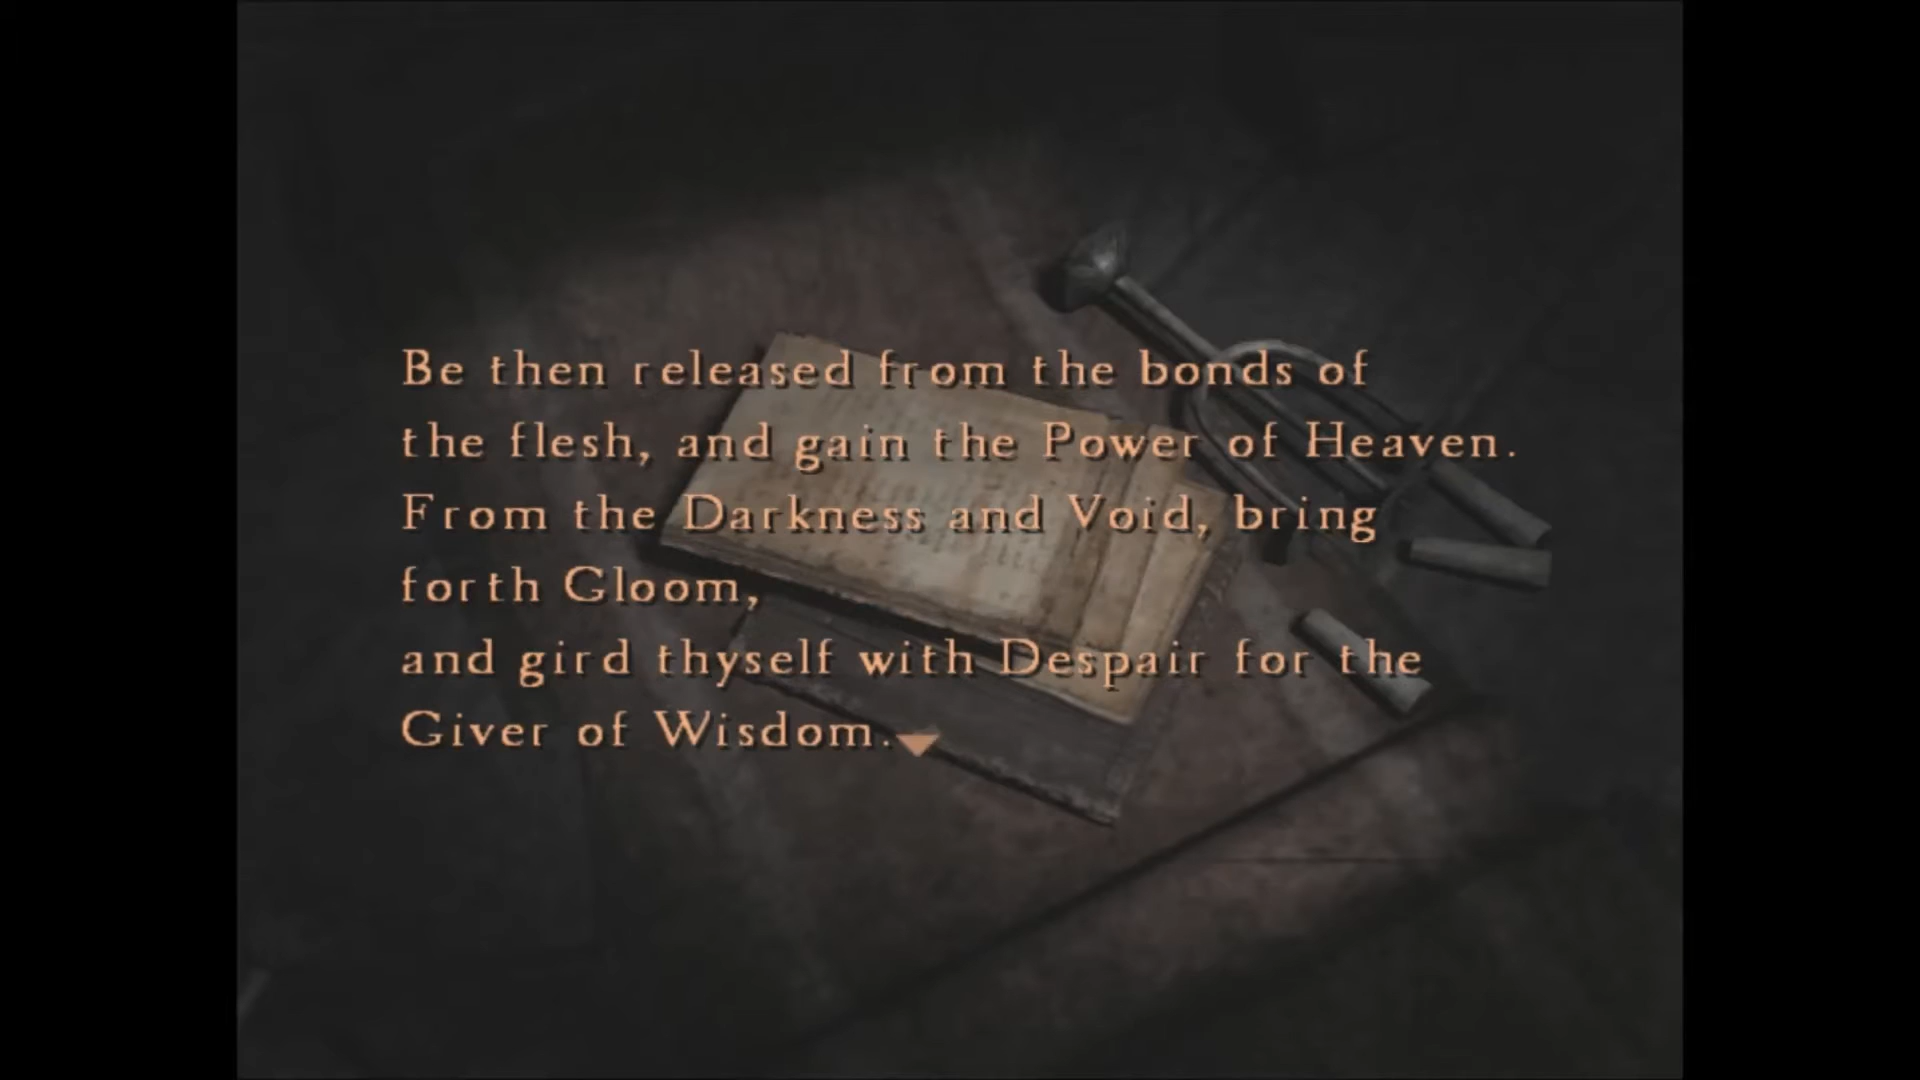 Be then released from the bonds of
the flesh, and gain the Power of Heaven.
From the Darkness and Void, bring
forth Gloom,
and gird thyself with Despair for the
Giver of Wisdom.